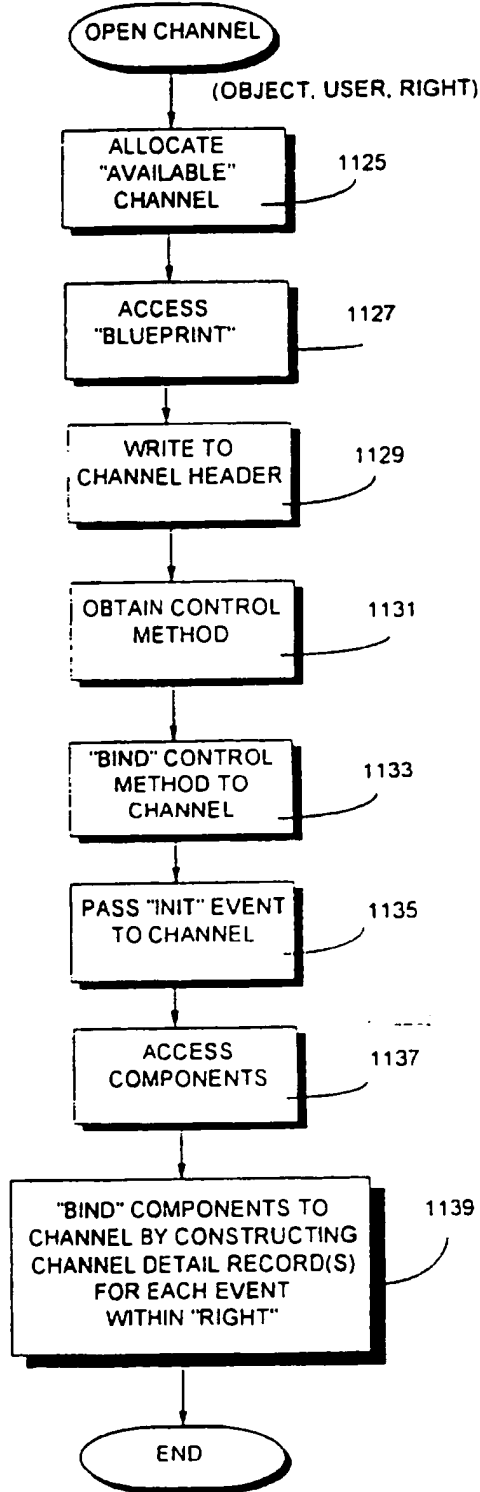 OPEN CHANNEL
(OBJECT, USER, RIGHT)
ALLOCATE
"AVAILABLE"
CHANNEL
1125
ACCESS
"BLUEPRINT"
1127
WRITE TO
CHANNEL HEADER
1129
OBTAIN CONTROL
METHOD
1131
"BIND" CONTROL
METHOD TO
CHANNEL
1133
PASS "INIT" EVENT
TO CHANNEL
1135
ACCESS
COMPONENTS
1137
"BIND" COMPONENTS TO
CHANNEL BY CONSTRUCTING
CHANNEL DETAIL RECORD(S)
FOR EACH EVENT
WITHIN "RIGHT"
1139
END